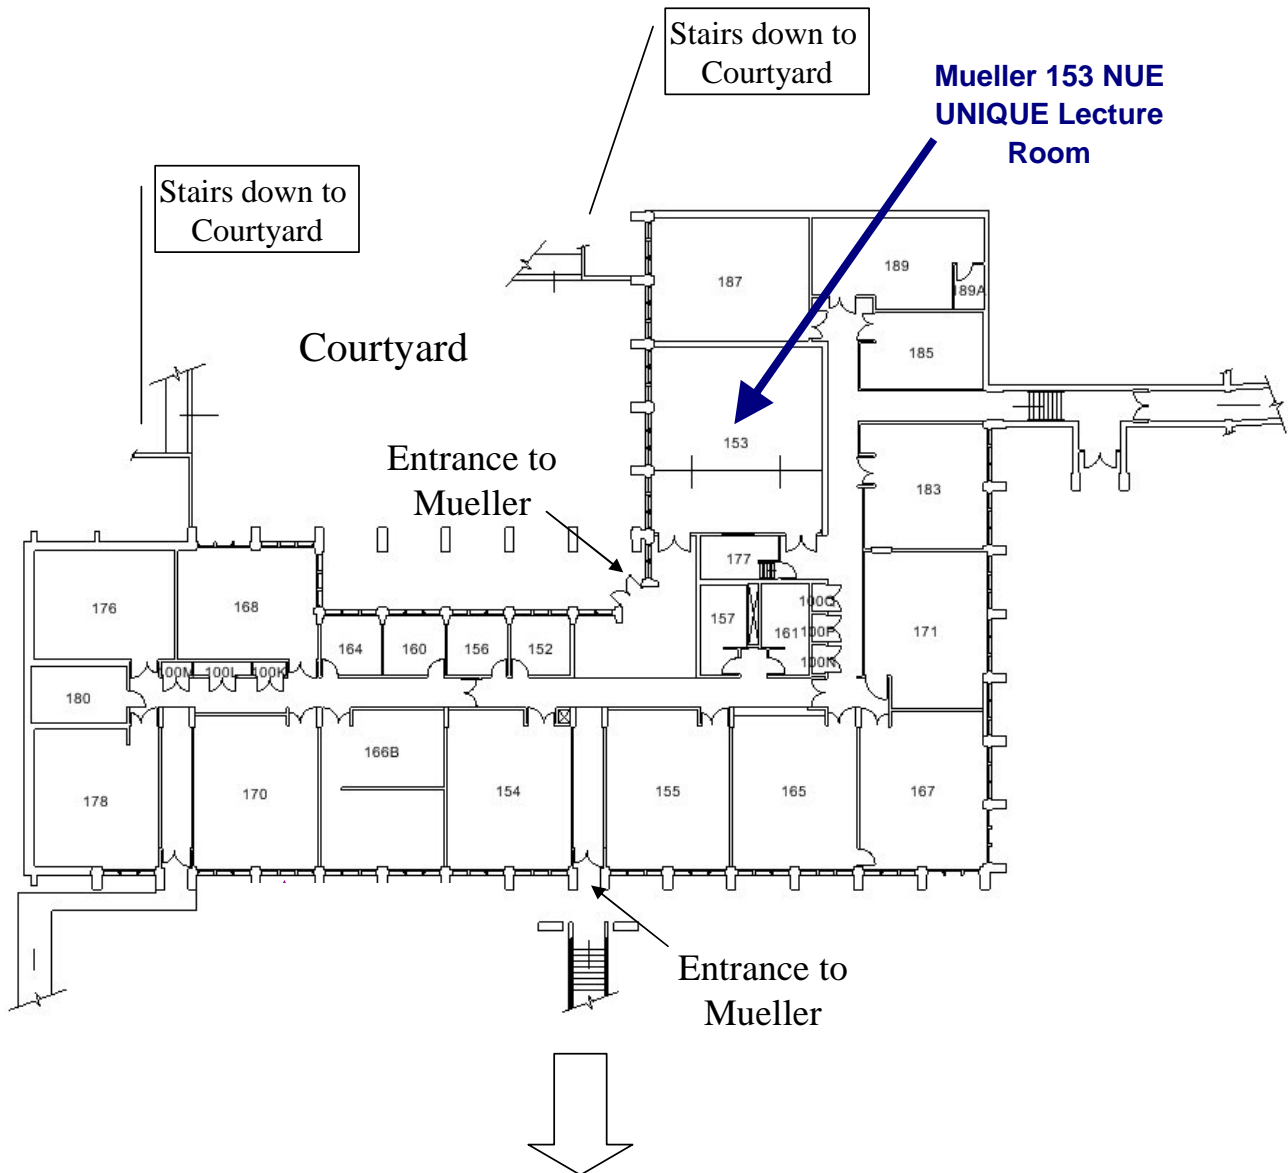 Stairs down to
Courtyard
Mueller 153 NUE
UNIQUE Lecture
Room
Stairs down to
Courtyard
187
189
189A
Courtyard
185
153
Entrance to
Mueller
183
177
176
168
164
160
156
152
157
161
100Q
100P
100N
171
100M
100L
100K
180
166B
178
170
154
155
165
167
Entrance to
Mueller